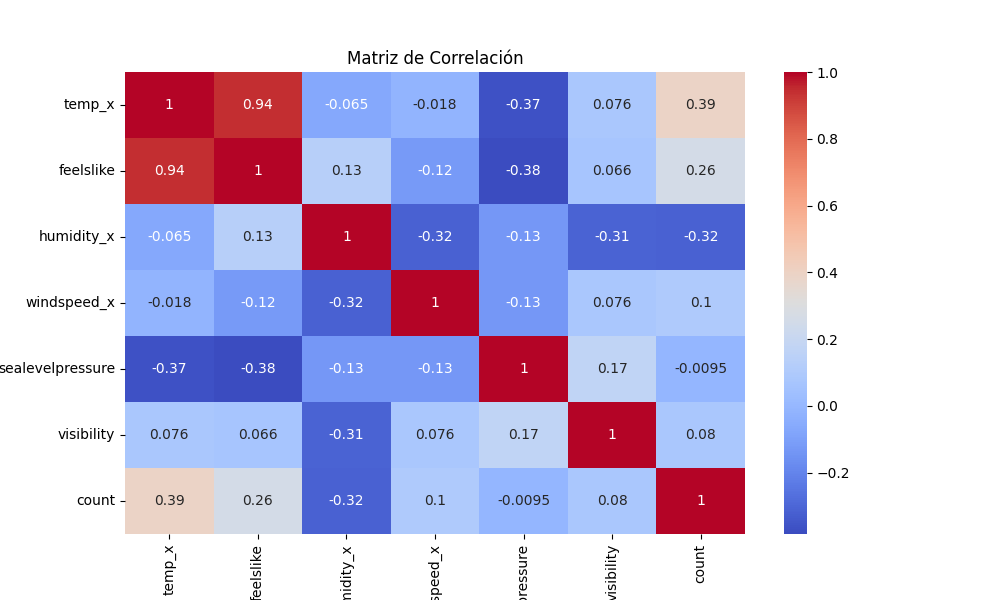 Matriz de Correlación
temp_x 1 0.94 -0.065 -0.018 -0.37 0.076 0.39
feelslike 0.94 1 0.13 -0.12 -0.38 0.066 0.26
humidity_x -0.065 0.13 1 -0.32 -0.13 -0.31 -0.32
windspeed_x -0.018 -0.12 -0.32 1 -0.13 0.076 0.1
sealevelpressure -0.37 -0.38 -0.13 -0.13 1 0.17 -0.0095
visibility 0.076 0.066 -0.31 0.076 0.17 1 0.08
count 0.39 0.26 -0.32 0.1 -0.0095 0.08 1
temp_x
feelslike
midity_x
speed_x
pressure
visibility
count
1.0
0.8
0.6
0.4
0.2
0.0
−0.2